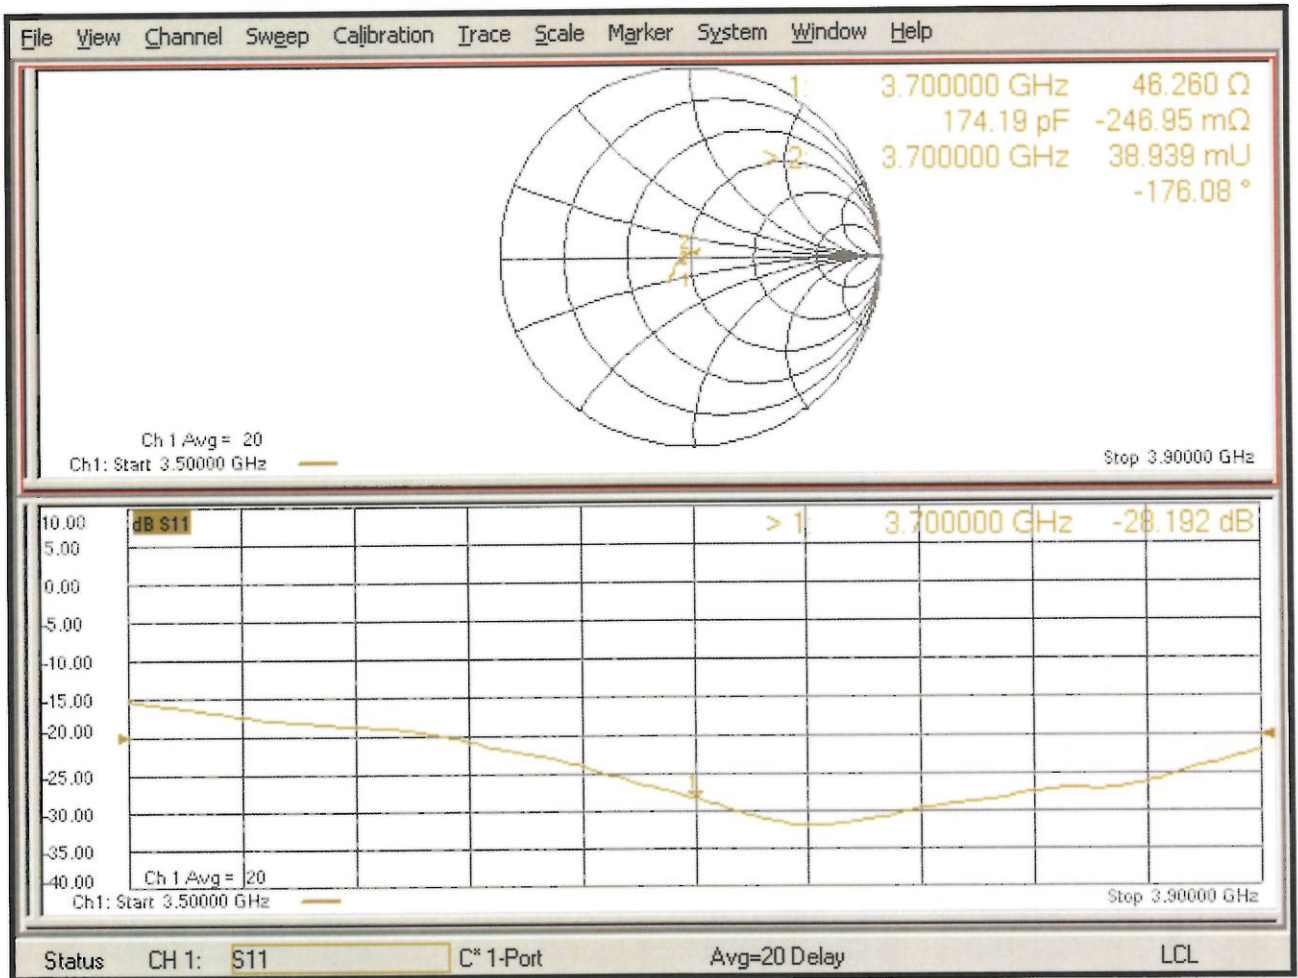 File View Channel Sweep Calibration Trace Scale Marker System Window Help
1: 3.700000 GHz 46.260 Ω
174.19 pF -246.95 mΩ
> 2: 3.700000 GHz 38.939 mU
-176.08 °
2
1
Ch 1 Avg = 20
Ch1: Start 3.50000 GHz
Stop 3.90000 GHz
10.00
dB S11
> 1: 3.700000 GHz -28.192 dB
5.00
0.00
-5.00
-10.00
-15.00
-20.00
-25.00
1
-30.00
-35.00
-40.00
Ch 1 Avg = 20
Ch1: Start 3.50000 GHz
Stop 3.90000 GHz
Status CH 1: S11 C* 1-Port Avg=20 Delay LCL